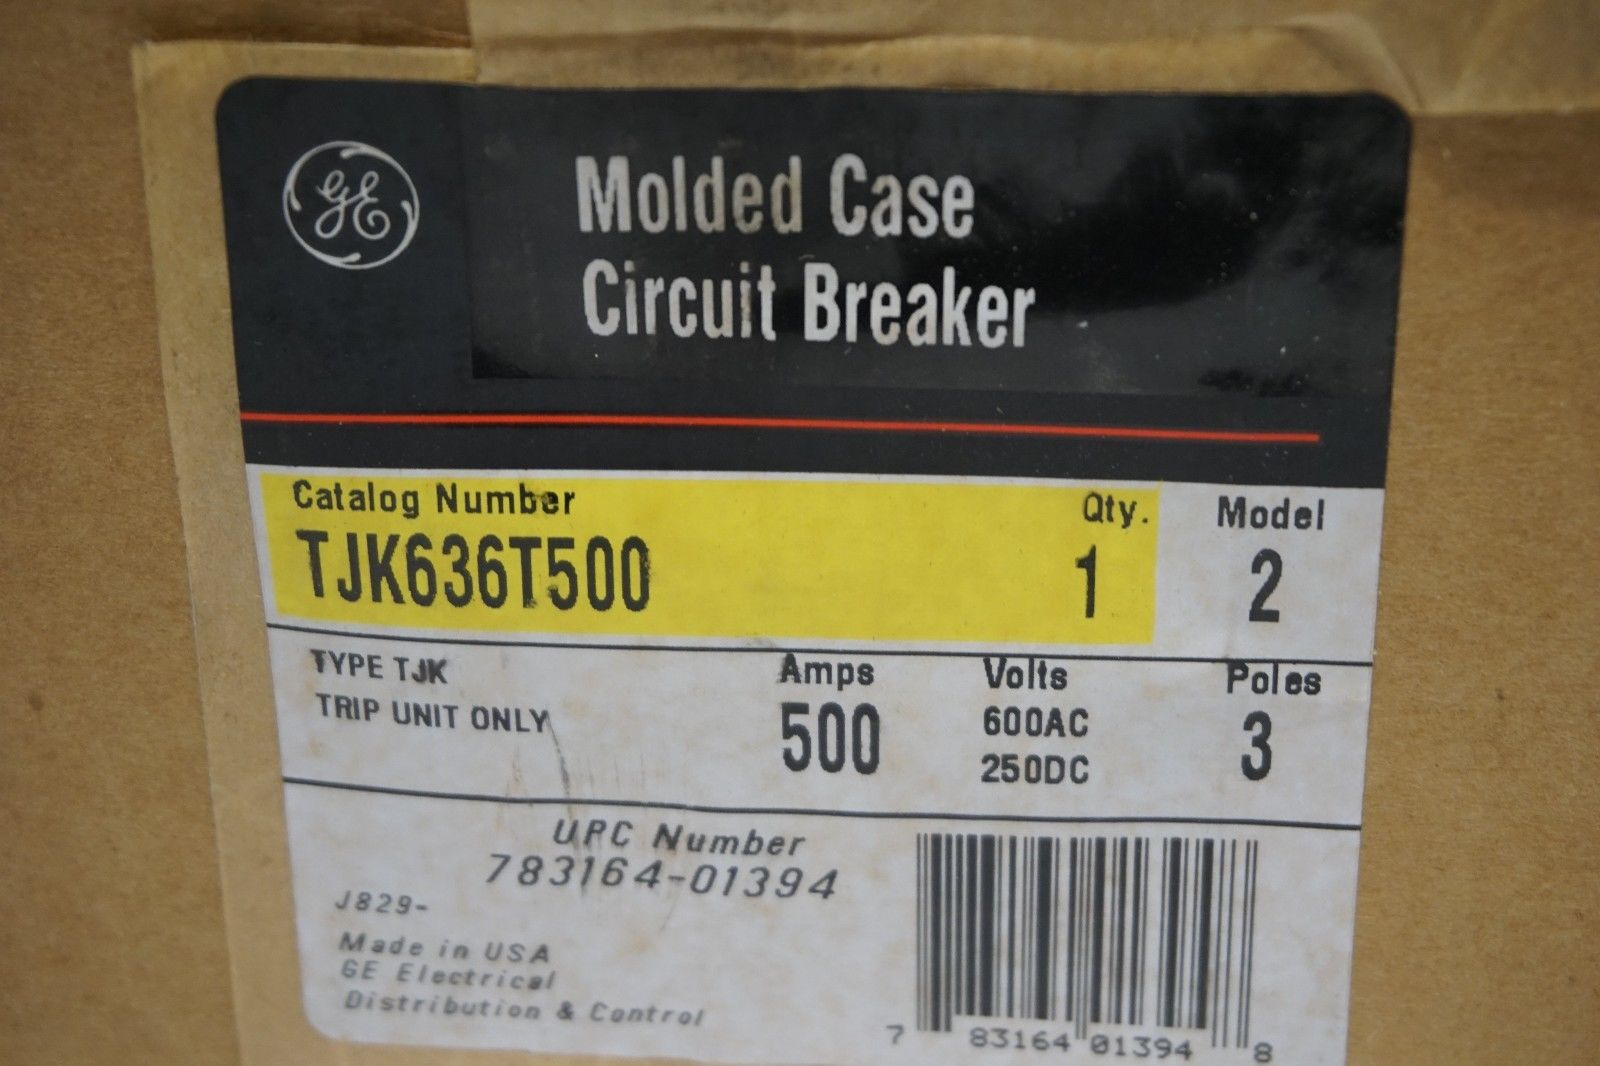 GE
Molded Case
Circuit Breaker
Catalog Number Qty. Model
TJK636T500 1 2
TYPE TJK Amps Volts Poles
TRIP UNIT ONLY 500 600AC 3
250DC
UPC Number
783164-01394
J829-
Made in USA
GE Electrical
Distribution & Control
7 83164 01394 8